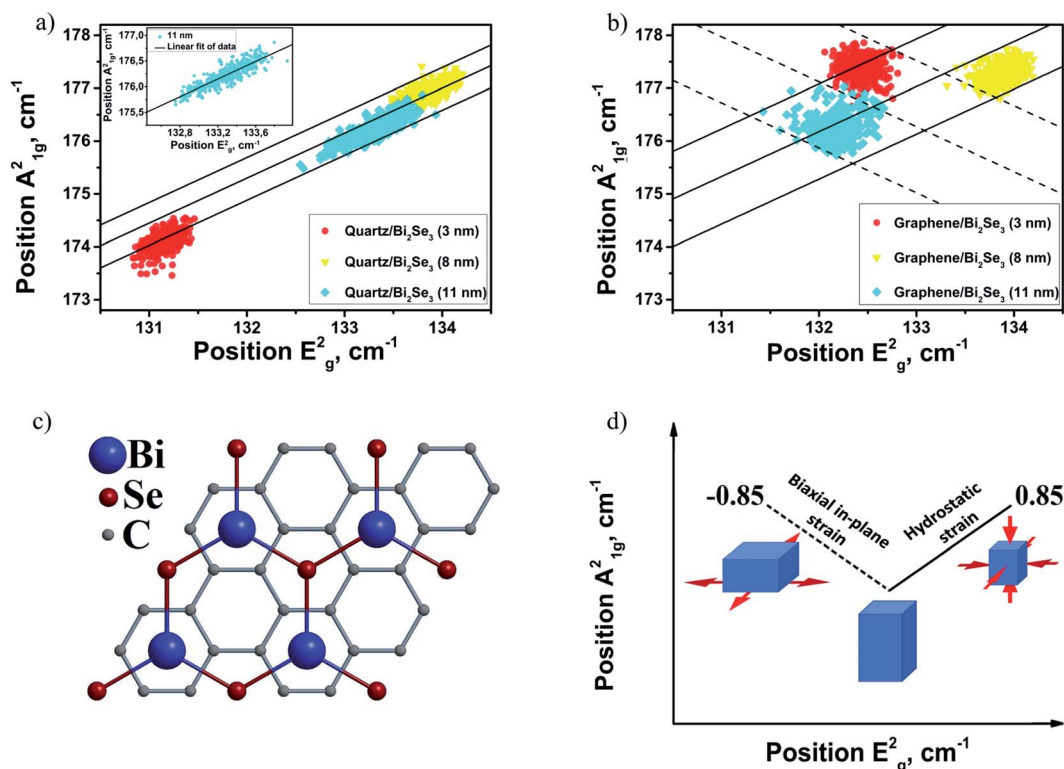 a)
178
177
176
175
174
173
131
132
133
134
Position A²₁g, cm⁻¹
Position E²g, cm⁻¹
177,0
176,5
176,0
175,5
132,8
133,2
133,6
Position A²₁g, cm⁻¹
Position E²g, cm⁻¹
11 nm
Linear fit of data
Quartz/Bi₂Se₃ (3 nm)
Quartz/Bi₂Se₃ (8 nm)
Quartz/Bi₂Se₃ (11 nm)
b)
178
177
176
175
174
173
131
132
133
134
Position A²₁g, cm⁻¹
Position E²g, cm⁻¹
Graphene/Bi₂Se₃ (3 nm)
Graphene/Bi₂Se₃ (8 nm)
Graphene/Bi₂Se₃ (11 nm)
c)
Bi
Se
C
d)
Position A²₁g, cm⁻¹
-0.85
Biaxial in-plane
strain
Hydrostatic
strain
0.85
Position E²g, cm⁻¹